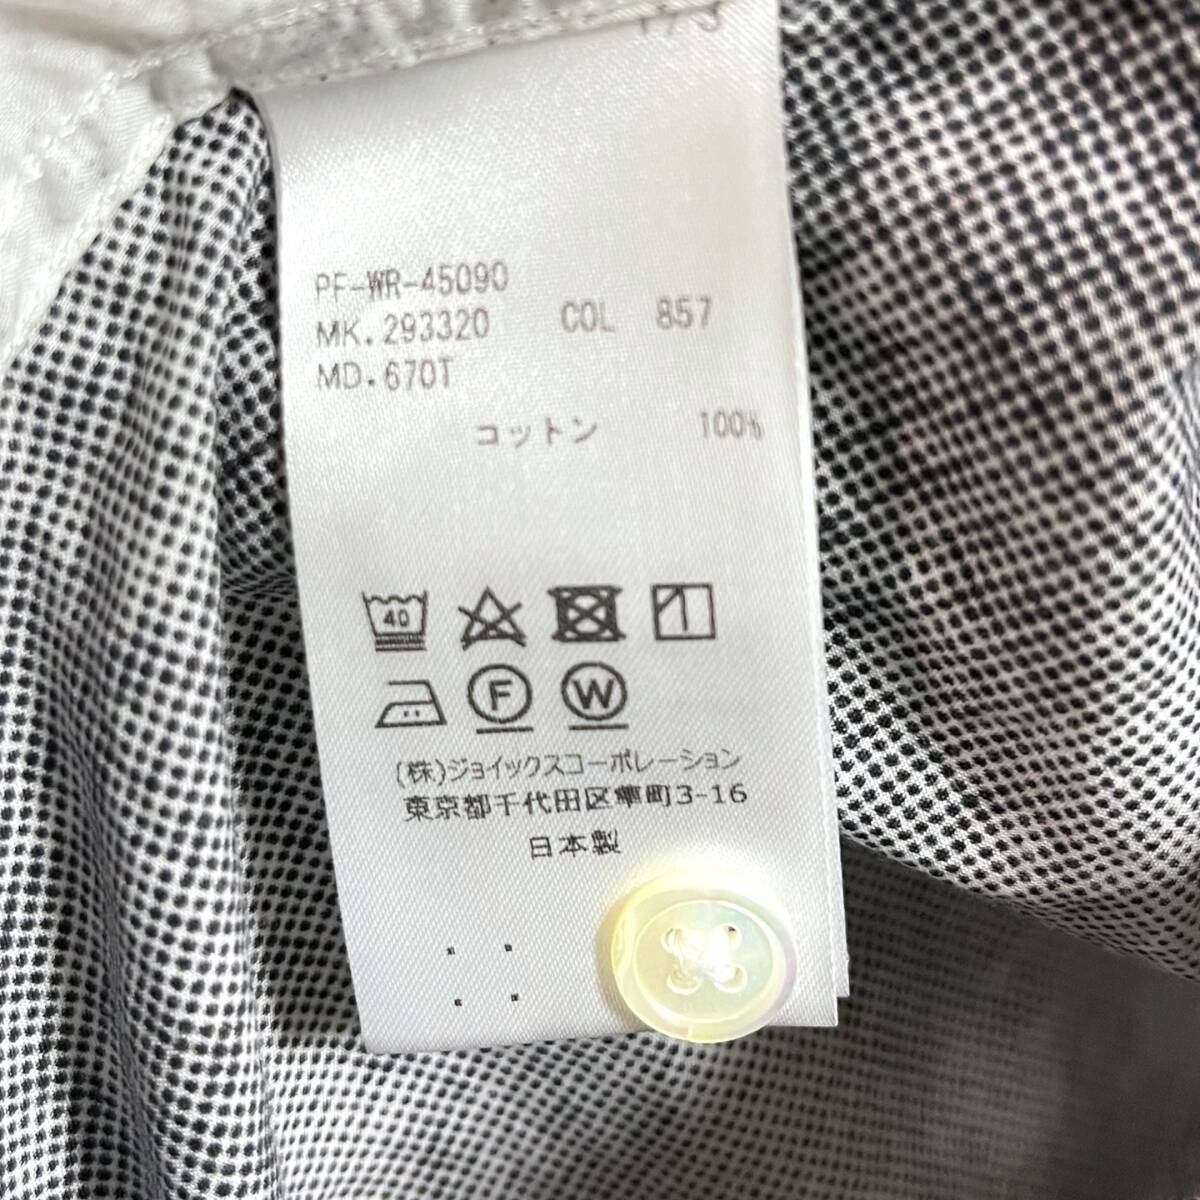 PF-WR-45090
MK.293320 COL 857
MD.670T
コットン 100%
40
F W
(株)ジョイックスコーポレーション
東京都千代田区隼町3-16
日本製